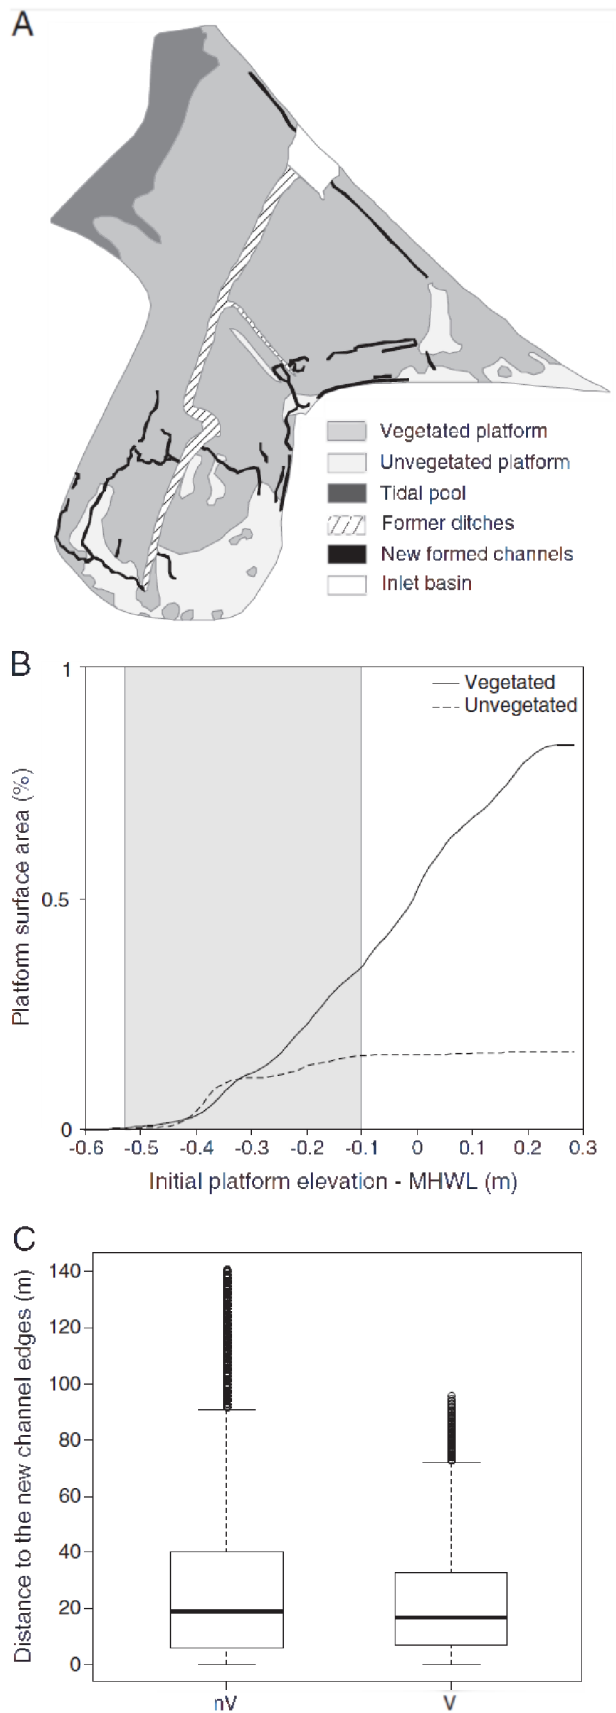 A
Vegetated platform
Unvegetated platform
Tidal pool
Former ditches
New formed channels
Inlet basin
B
Vegetated
Unvegetated
Platform surface area (%)
1
0.5
0
-0.6 -0.5 -0.4 -0.3 -0.2 -0.1 0 0.1 0.2 0.3
Initial platform elevation - MHWL (m)
C
Distance to the new channel edges (m)
140
120
100
80
60
40
20
0
nV V